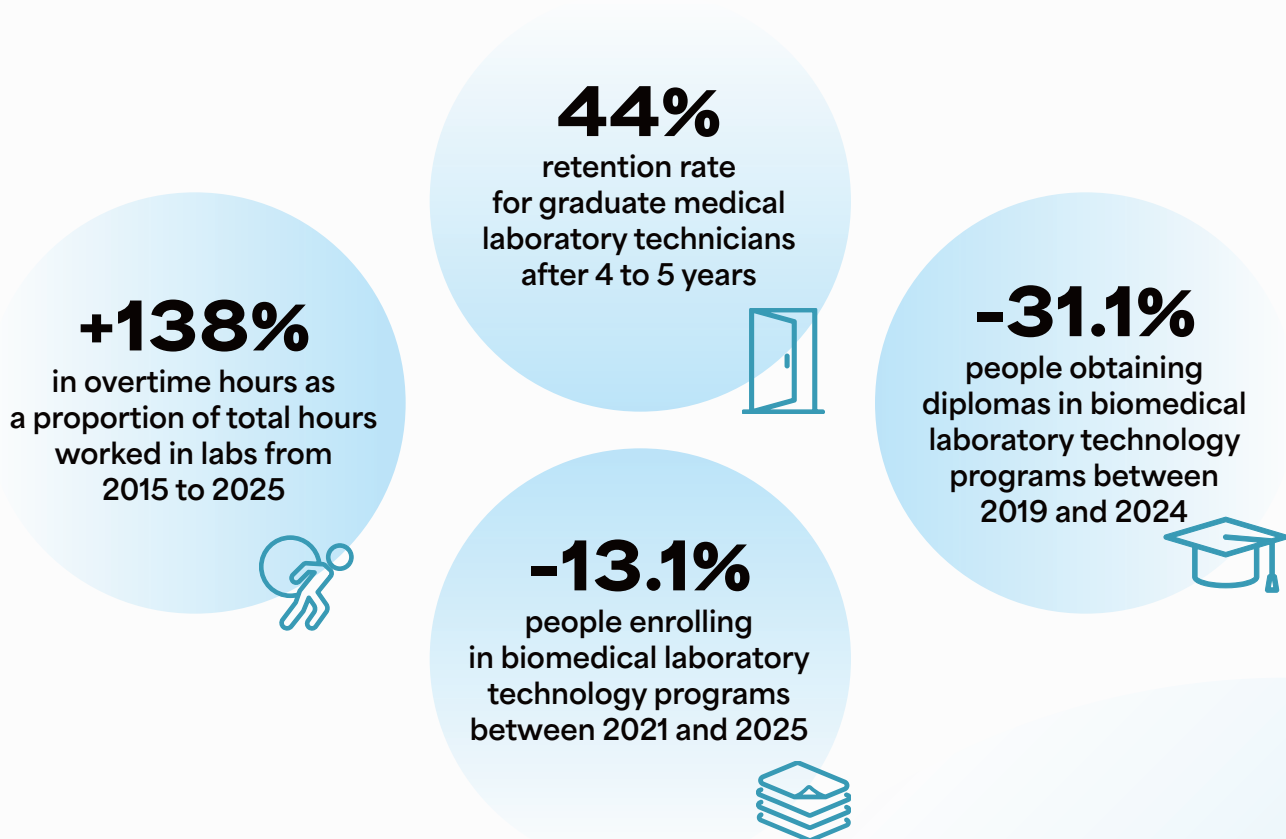 44%
retention rate
for graduate medical
laboratory technicians
after 4 to 5 years
+138%
in overtime hours as
a proportion of total hours
worked in labs from
2015 to 2025
-31.1%
people obtaining
diplomas in biomedical
laboratory technology
programs between
2019 and 2024
-13.1%
people enrolling
in biomedical laboratory
technology programs
between 2021 and 2025